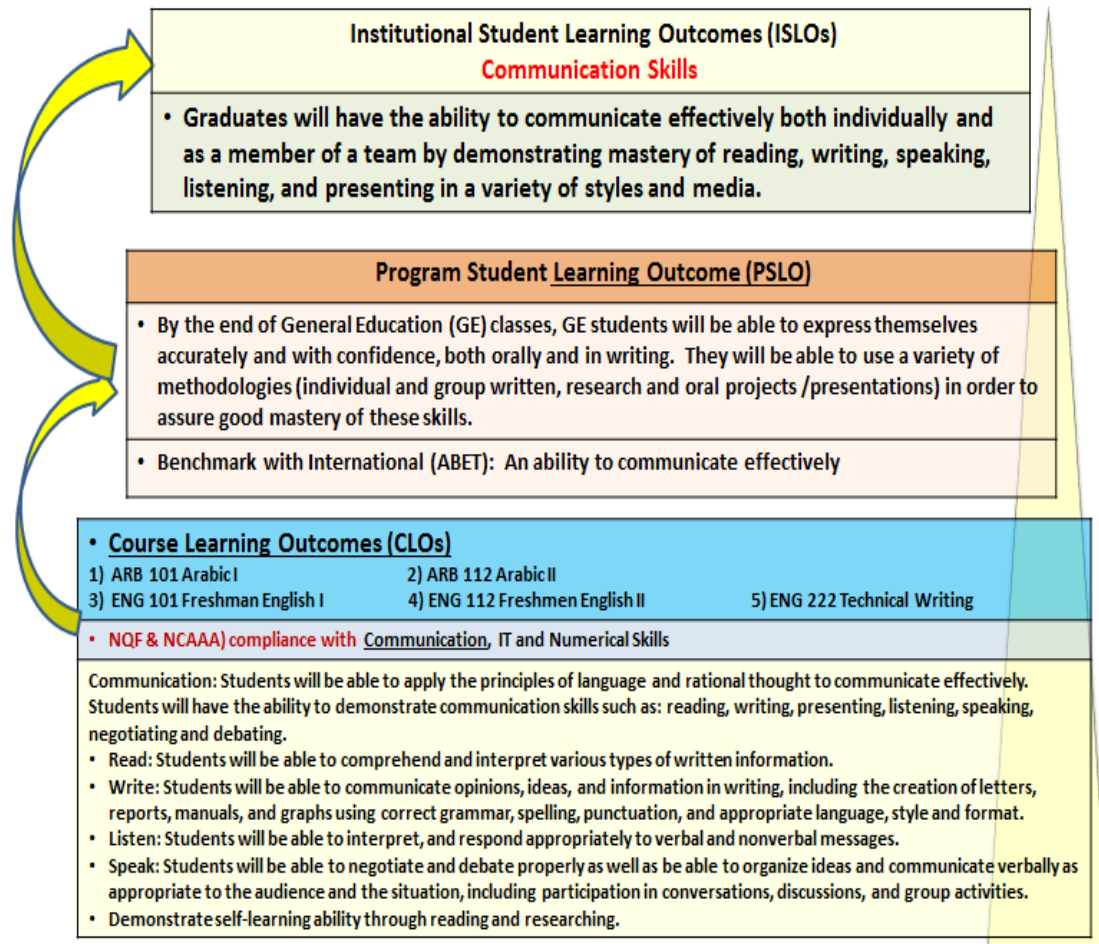 Institutional Student Learning Outcomes (ISLOs)
Communication Skills
• Graduates will have the ability to communicate effectively both individually and
as a member of a team by demonstrating mastery of reading, writing, speaking,
listening, and presenting in a variety of styles and media.
Program Student Learning Outcome (PSLO)
• By the end of General Education (GE) classes, GE students will be able to express themselves
accurately and with confidence, both orally and in writing. They will be able to use a variety of
methodologies (individual and group written, research and oral projects /presentations) in order to
assure good mastery of these skills.
• Benchmark with International (ABET): An ability to communicate effectively
• Course Learning Outcomes (CLOs)
1) ARB 101 Arabic I 2) ARB 112 Arabic II
3) ENG 101 Freshman English I 4) ENG 112 Freshmen English II 5) ENG 222 Technical Writing
• NQF & NCAAA) compliance with Communication, IT and Numerical Skills
Communication: Students will be able to apply the principles of language and rational thought to communicate effectively.
Students will have the ability to demonstrate communication skills such as: reading, writing, presenting, listening, speaking,
negotiating and debating.
• Read: Students will be able to comprehend and interpret various types of written information.
• Write: Students will be able to communicate opinions, ideas, and information in writing, including the creation of letters,
reports, manuals, and graphs using correct grammar, spelling, punctuation, and appropriate language, style and format.
• Listen: Students will be able to interpret, and respond appropriately to verbal and nonverbal messages.
• Speak: Students will be able to negotiate and debate properly as well as be able to organize ideas and communicate verbally as
appropriate to the audience and the situation, including participation in conversations, discussions, and group activities.
• Demonstrate self-learning ability through reading and researching.